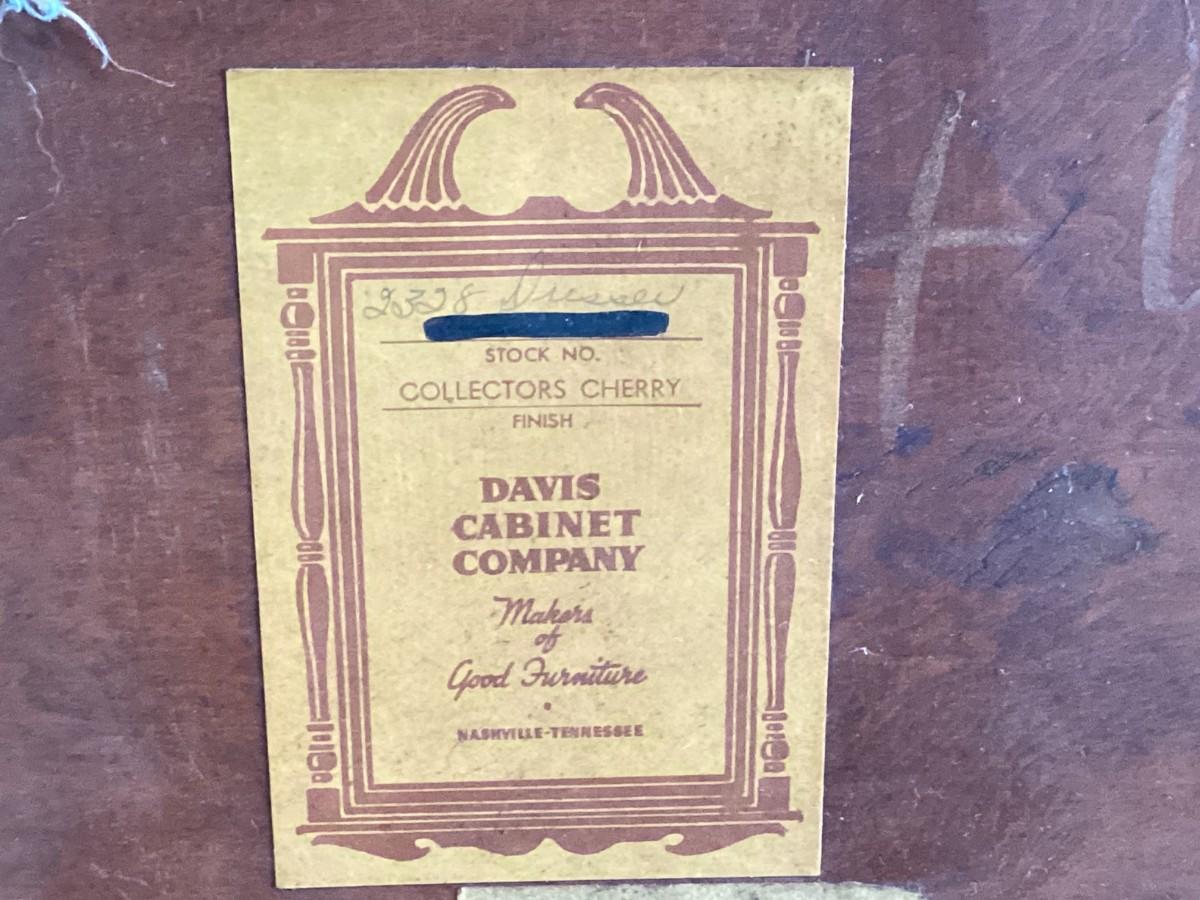 2328 Dresser
STOCK NO.
COLLECTORS CHERRY
FINISH
DAVIS
CABINET
COMPANY
Makers
of
Good Furniture
NASHVILLE-TENNESSEE